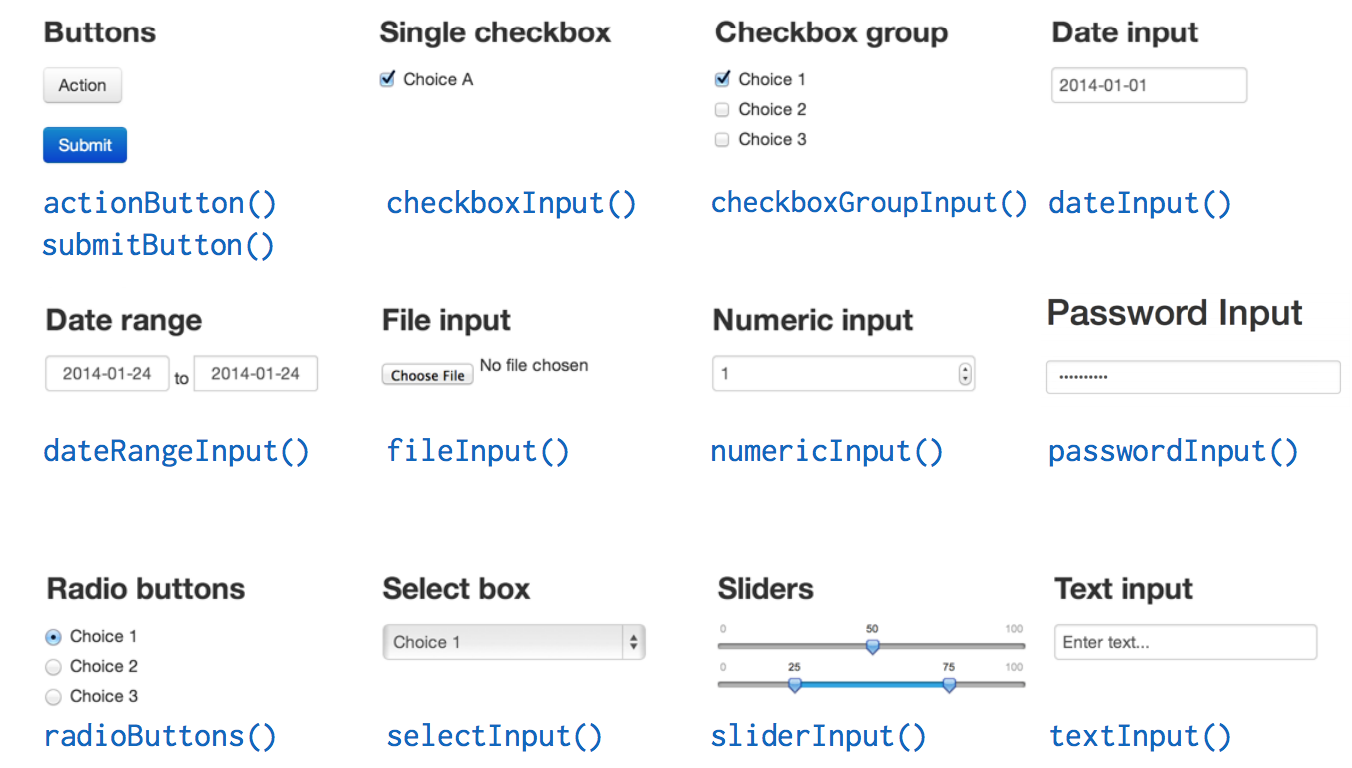 Buttons
Action
Submit
actionButton()
submitButton()
Single checkbox
Choice A
checkboxInput()
Checkbox group
Choice 1
Choice 2
Choice 3
checkboxGroupInput()
Date input
2014-01-01
dateInput()
Date range
2014-01-24 to 2014-01-24
dateRangeInput()
File input
Choose File No file chosen
fileInput()
Numeric input
1
numericInput()
Password Input
••••••••••
passwordInput()
Radio buttons
Choice 1
Choice 2
Choice 3
radioButtons()
Select box
Choice 1
selectInput()
Sliders
0 50 100
0 25 75 100
sliderInput()
Text input
Enter text...
textInput()